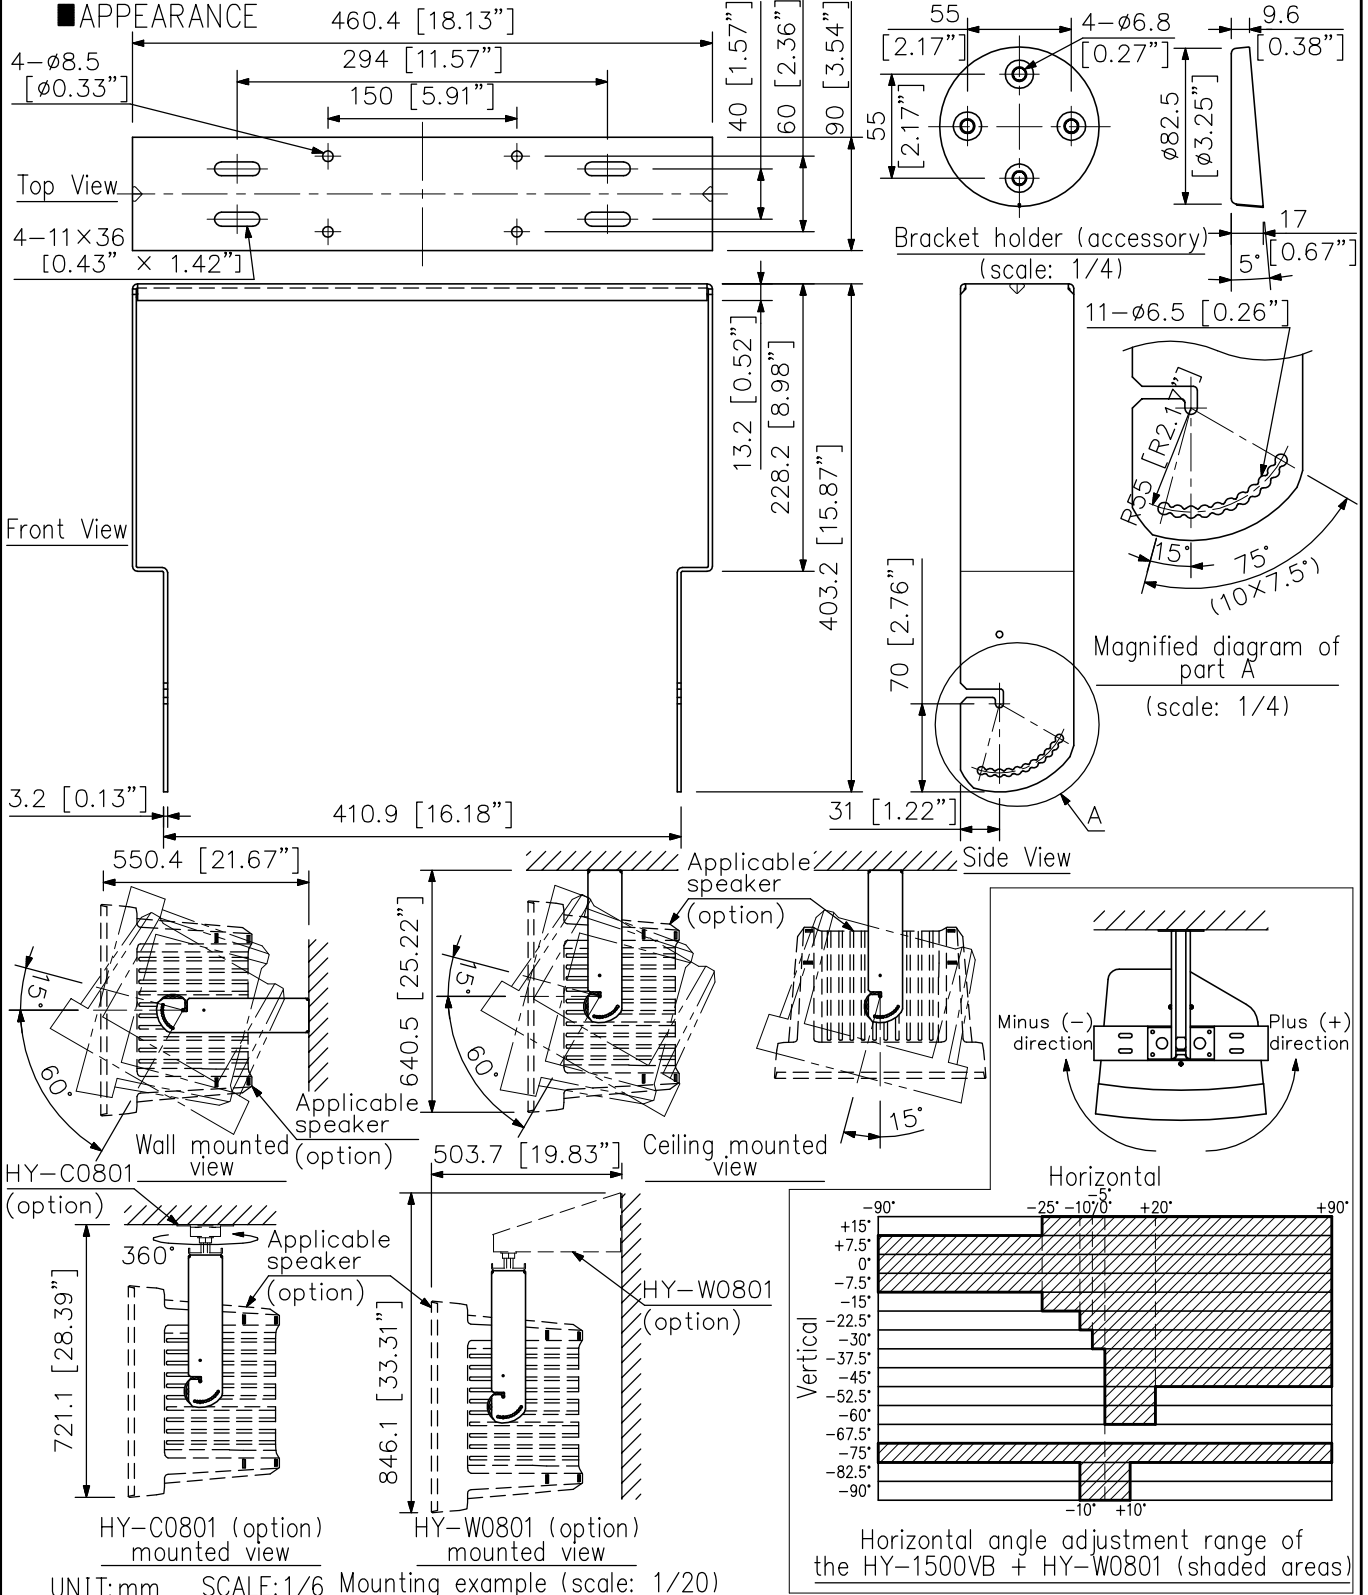 ■APPEARANCE
460.4 [18.13”]
294 [11.57”]
150 [5.91”]
4-ø8.5
[ø0.33”]
40 [1.57”]
60 [2.36”]
90 [3.54”]
Top View
4-11×36
[0.43” × 1.42”]
55
[2.17”]
4-ø6.8
[0.27”]
55
[2.17”]
9.6
[0.38”]
ø82.5
[ø3.25”]
17
[0.67”]
5°
Bracket holder (accessory)
(scale: 1/4)
Front View
13.2 [0.52”]
228.2 [8.98”]
403.2 [15.87”]
3.2 [0.13”]
410.9 [16.18”]
70 [2.76”]
31 [1.22”]
A
Side View
11-ø6.5 [0.26”]
R55 [R2.17”]
15°
75°
(10×7.5°)
Magnified diagram of
part A
(scale: 1/4)
550.4 [21.67”]
15°
60°
Applicable
speaker
(option)
Wall mounted
view
640.5 [25.22”]
15°
60°
Applicable
speaker
(option)
15°
Ceiling mounted
view
Minus (-)
direction
Plus (+)
direction
HY-C0801
(option)
360°
721.1 [28.39”]
Applicable
speaker
(option)
HY-C0801 (option)
mounted view
503.7 [19.83”]
846.1 [33.31”]
HY-W0801
(option)
HY-W0801 (option)
mounted view
Horizontal
-90° -25° -10° -5° 0° +20° +90°
Vertical
+15°
+7.5°
0°
-7.5°
-15°
-22.5°
-30°
-37.5°
-45°
-52.5°
-60°
-67.5°
-75°
-82.5°
-90°
-10° +10°
Horizontal angle adjustment range of
the HY-1500VB + HY-W0801 (shaded areas)
UNIT:mm SCALE:1/6 Mounting example (scale: 1/20)